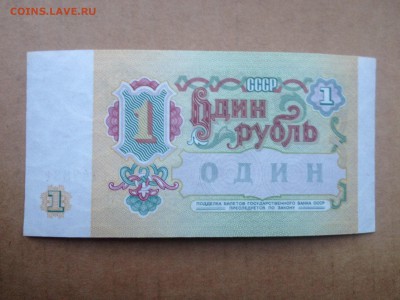 COINS.LAVE.RU
СССР
1 Один 1
рубль
ОДИН
1
ПОДДЕЛКА БИЛЕТОВ ГОСУДАРСТВЕННОГО БАНКА СССР
ПРЕСЛЕДУЕТСЯ ПО ЗАКОНУ